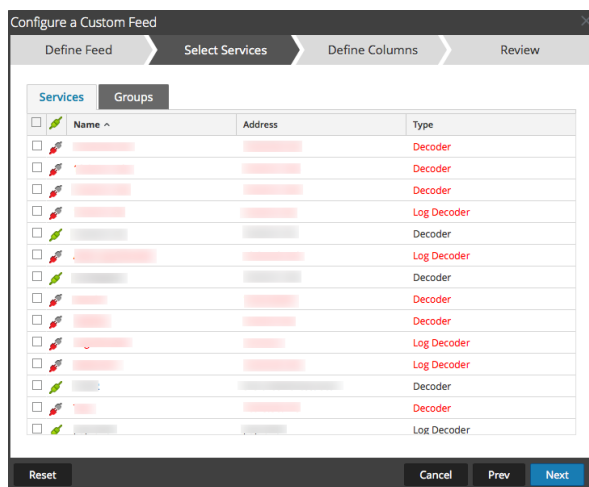 Configure a Custom Feed
Define Feed Select Services Define Columns Review
Services Groups
Name Address Type
Decoder
Decoder
Decoder
Log Decoder
Decoder
Log Decoder
Decoder
Decoder
Decoder
Log Decoder
Log Decoder
Decoder
Decoder
Log Decoder
Reset Cancel Prev Next